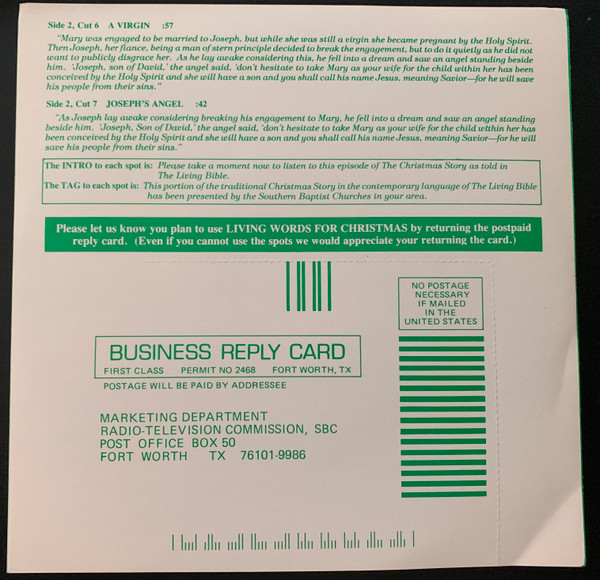 Side 2, Cut 6 A VIRGIN :57
"Mary was engaged to be married to Joseph, but while she was still a virgin she became pregnant by the Holy Spirit.
Then Joseph, her fiance, being a man of stern principle decided to break the engagement, but to do it quietly as he did not
want to publicly disgrace her. As he lay awake considering this, he fell into a dream and saw an angel standing beside
him. 'Joseph, son of David,' the angel said, 'don't hesitate to take Mary as your wife for the child within her has been
conceived by the Holy Spirit and she will have a son and you shall call his name Jesus, meaning Savior—for he will save
his people from their sins."
Side 2, Cut 7 JOSEPH'S ANGEL :42
"As Joseph lay awake considering breaking his engagement to Mary, he fell into a dream and saw an angel standing
beside him. 'Joseph, Son of David,' the angel said, 'don't hesitate to take Mary as your wife for the child within her has
been conceived by the Holy Spirit and she will have a son and you shall call his name Jesus, meaning Savior—for he will
save his people from their sins."
The INTRO to each spot is: Please take a moment now to listen to this episode of The Christmas Story as told in
The Living Bible.
The TAG to each spot is: This portion of the traditional Christmas Story in the contemporary language of The Living Bible
has been presented by the Southern Baptist Churches in your area.
Please let us know you plan to use LIVING WORDS FOR CHRISTMAS by returning the postpaid
reply card. (Even if you cannot use the spots we would appreciate your returning the card.)
NO POSTAGE
NECESSARY
IF MAILED
IN THE
UNITED STATES
BUSINESS REPLY CARD
FIRST CLASS PERMIT NO 2468 FORT WORTH, TX
POSTAGE WILL BE PAID BY ADDRESSEE
MARKETING DEPARTMENT
RADIO-TELEVISION COMMISSION, SBC
POST OFFICE BOX 50
FORT WORTH TX 76101-9986